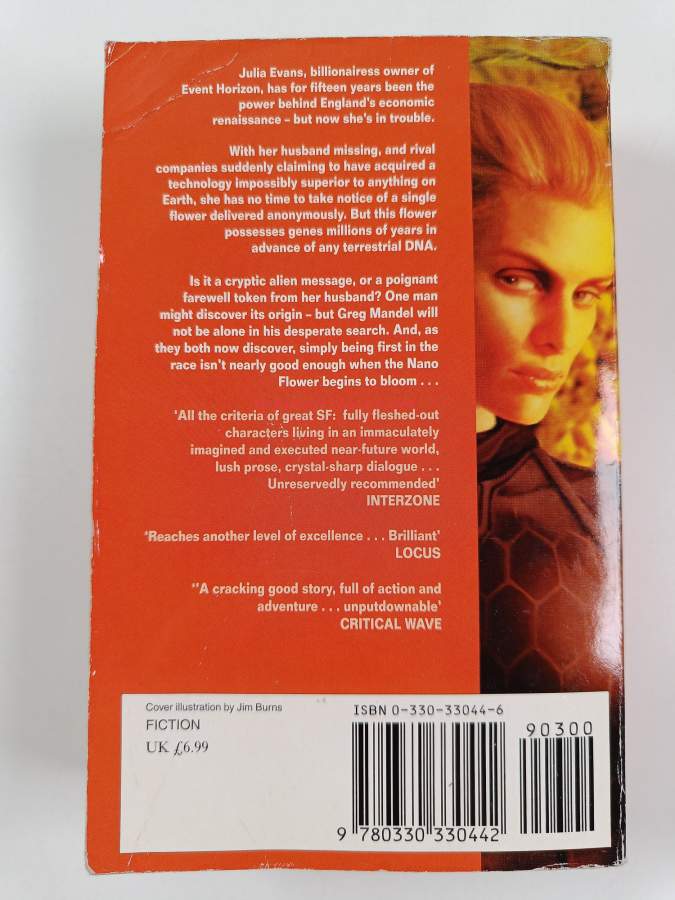 Julia Evans, billionairess owner of
Event Horizon, has for fifteen years been the
power behind England's economic
renaissance – but now she's in trouble.
With her husband missing, and rival
companies suddenly claiming to have acquired a
technology impossibly superior to anything on
Earth, she has no time to take notice of a single
flower delivered anonymously. But this flower
possesses genes millions of years in
advance of any terrestrial DNA.
Is it a cryptic alien message, or a poignant
farewell token from her husband? One man
might discover its origin – but Greg Mandel will
not be alone in his desperate search. And, as
they both now discover, simply being first in the
race isn't nearly good enough when the Nano
Flower begins to bloom . . .
'All the criteria of great SF: fully fleshed-out
characters living in an immaculately
imagined and executed near-future world,
lush prose, crystal-sharp dialogue . . .
Unreservedly recommended'
INTERZONE
'Reaches another level of excellence . . . Brilliant'
LOCUS
''A cracking good story, full of action and
adventure . . . unputdownable'
CRITICAL WAVE
Cover illustration by Jim Burns
FICTION
UK £6.99
ISBN 0-330-33044-6
90300
9 780330 330442